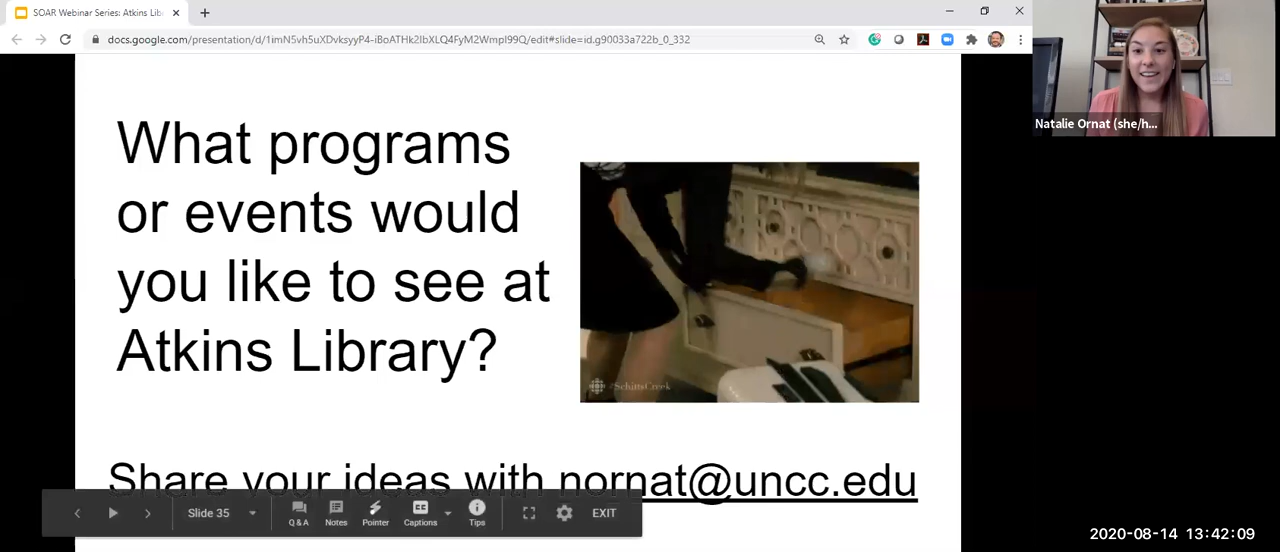 SOAR Webinar Series: Atkins Lib
docs.google.com/presentation/d/1imN5vh5uXDvksyyP4-iBoATHk2IbXLQ4FyM2WmpI99Q/edit#slide=id.g90033a722b_0_332
Natalie Ornat (she/h...
What programs
or events would
you like to see at
Atkins Library?
#SchittsCreek
Share your ideas with nornat@uncc.edu
Slide 35
Q & A
Notes
Pointer
Captions
Tips
EXIT
2020-08-14 13:42:09